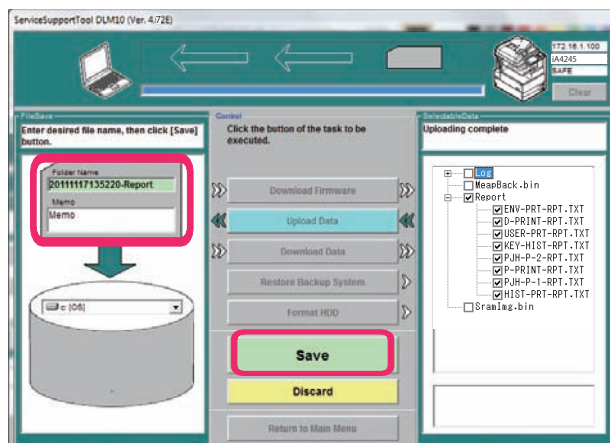 ServiceSupportTool DLM10 (Ver. 4.72E)
172.16.1.100
iA4245
SAFE
Clear
FileSave
Enter desired file name, then click [Save]
button.
Folder Name
20111117135220-Report
Memo
Memo
c [OS]
Control
Click the button of the task to be
executed.
Download Firmware
Upload Data
Download Data
Restore Backup System
Format HDD
Save
Discard
Return to Main Menu
SelectableData
Uploading complete
Log
MeapBack.bin
Report
ENV-PRT-RPT.TXT
D-PRINT-RPT.TXT
USER-PRT-RPT.TXT
KEY-HIST-RPT.TXT
PJH-P-2-RPT.TXT
P-PRINT-RPT.TXT
PJH-P-1-RPT.TXT
HIST-PRT-RPT.TXT
SramImg.bin